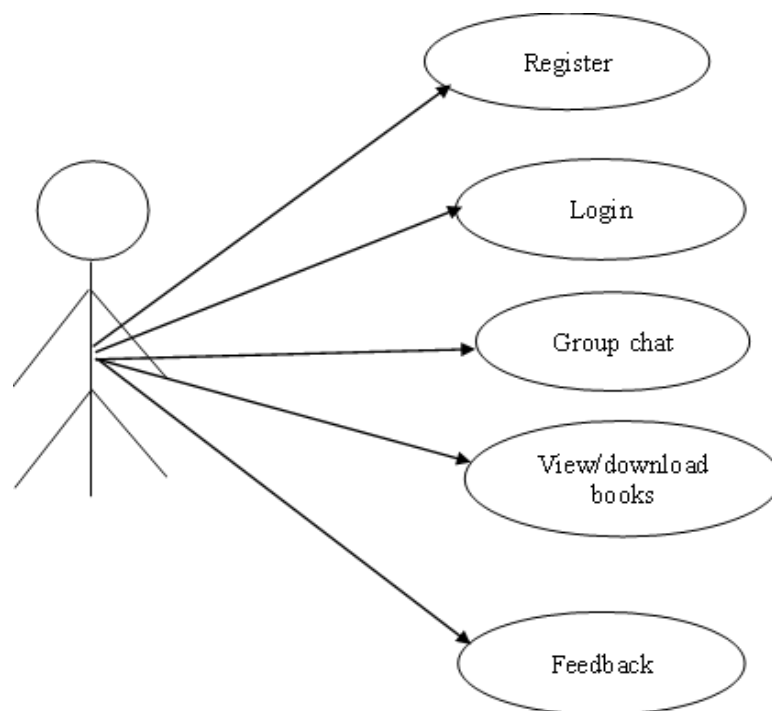 Register
Login
Group chat
View/download
books
Feedback